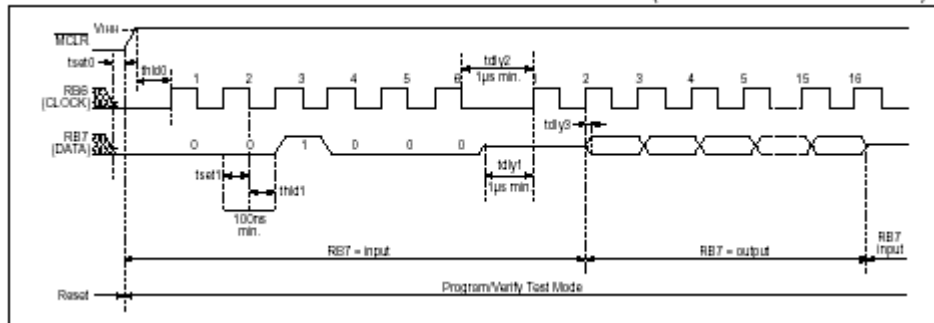 VIHH
MCLR
tset0
thld0
tdly2
1µs min.
1 2 3 4 5 6 1 2 3 4 5 15 16
RB6
(CLOCK)
tdly3
RB7
(DATA)
0 0 1 0 0 0
tset1
thld1
tdly1
1µs min.
100ns
min.
RB7 = input
RB7 = output
RB7
input
Reset
Program/Verify Test Mode